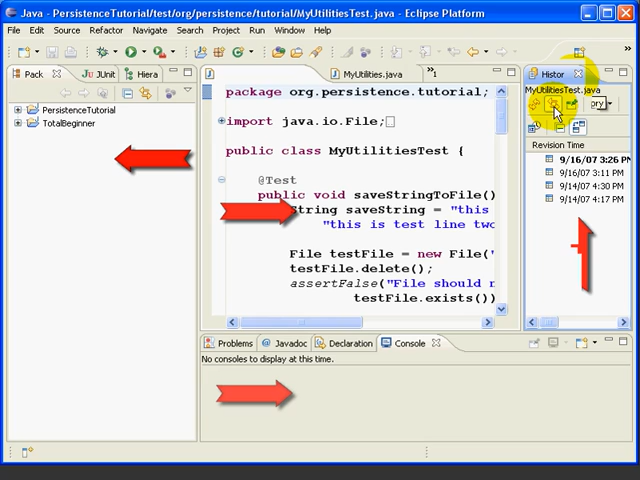 Java - PersistenceTutorial/test/org/persistence/tutorial/MyUtilitiesTest.java - Eclipse Platform
File Edit Source Refactor Navigate Search Project Run Window Help
Pack JUnit Hiera
PersistenceTutorial
TotalBeginner
MyUtilities.java 1
package org.persistence.tutorial;
import java.io.File;
public class MyUtilitiesTest {
@Test
public void saveStringToFile()
String saveString = "this
"this is test line two
File testFile = new File("
testFile.delete();
assertFalse("File should n
testFile.exists())
Histor
MyUtilitiesTest.java
Revision Time
9/16/07 3:26 PM
9/16/07 3:11 PM
9/14/07 4:30 PM
9/14/07 4:17 PM
Problems Javadoc Declaration Console
No consoles to display at this time.